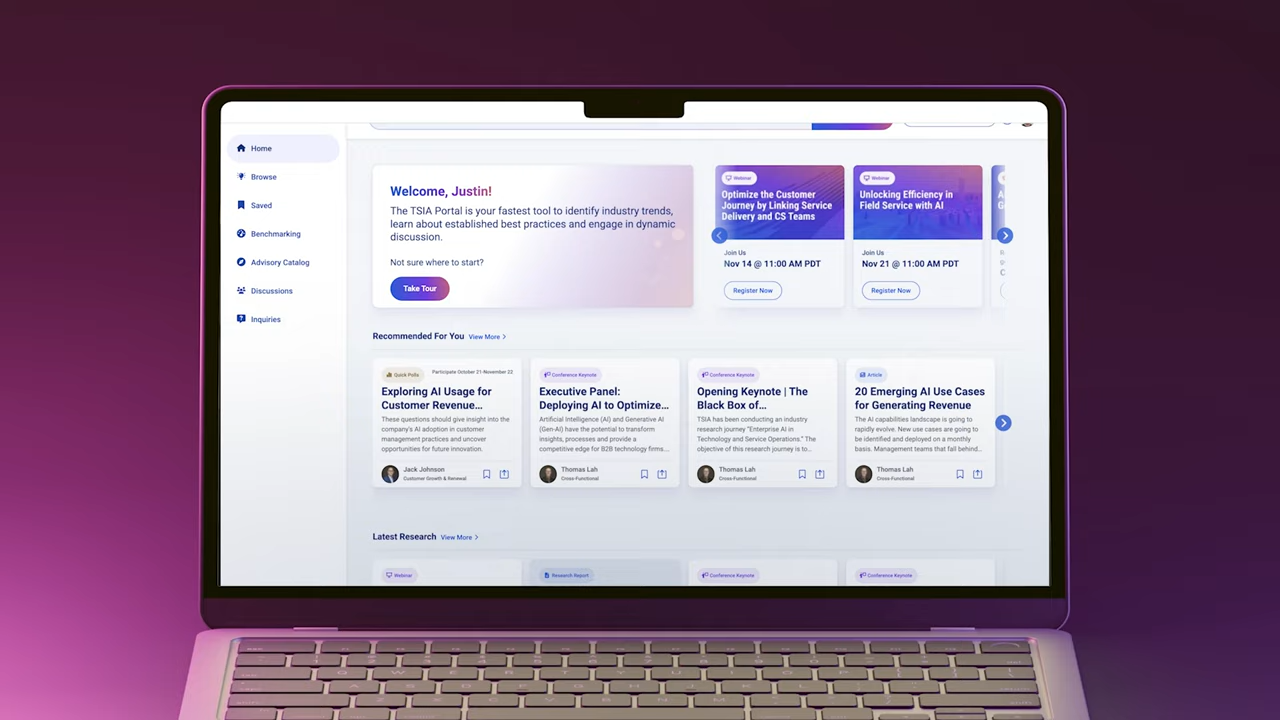 Home
Browse
Saved
Benchmarking
Advisory Catalog
Discussions
Inquiries
Welcome, Justin!
The TSIA Portal is your fastest tool to identify industry trends,
learn about established best practices and engage in dynamic
discussion.
Not sure where to start?
Take Tour
Webinar
Optimize the Customer
Journey by Linking Service
Delivery and CS Teams
Join Us
Nov 14 @ 11:00 AM PDT
Register Now
Webinar
Unlocking Efficiency in
Field Service with AI
Join Us
Nov 21 @ 11:00 AM PDT
Register Now
Recommended For You View More
Quick Polls Participate October 21-November 22
Exploring AI Usage for
Customer Revenue...
These questions should give insight into the
company's AI adoption in customer
management practices and uncover
opportunities for future innovation.
Jack Johnson
Customer Growth & Renewal
Conference Keynote
Executive Panel:
Deploying AI to Optimize...
Artificial Intelligence (AI) and Generative AI
(Gen-AI) have the potential to transform
insights, processes and provide a
competitive edge for B2B technology firms...
Thomas Lah
Cross-Functional
Conference Keynote
Opening Keynote | The
Black Box of...
TSIA has been conducting an industry
research journey "Enterprise AI in
Technology and Service Operations." The
objective of this research journey is to...
Thomas Lah
Cross-Functional
Article
20 Emerging AI Use Cases
for Generating Revenue
The AI capabilities landscape is going to
rapidly evolve. New use cases are going to
be identified and deployed on a monthly
basis. Management teams that fall behind...
Thomas Lah
Cross-Functional
Latest Research View More
Webinar
Research Report
Conference Keynote
Conference Keynote